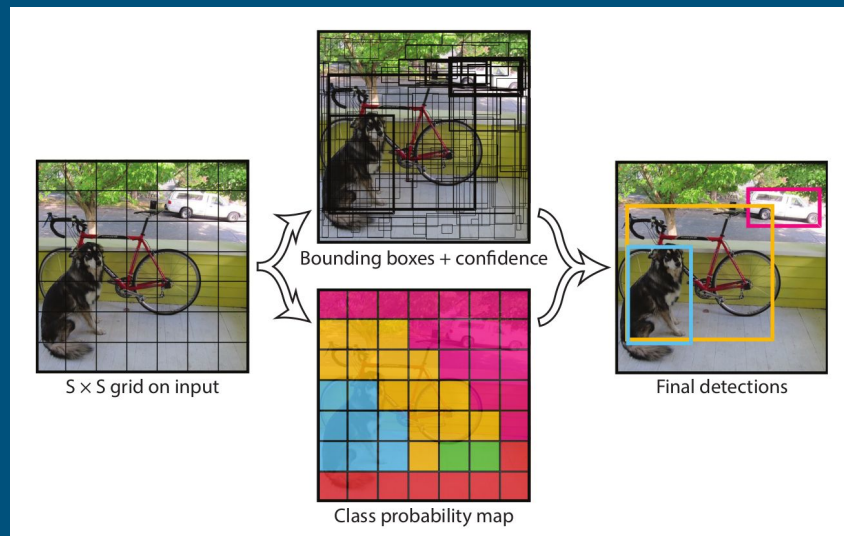 S × S grid on input
Bounding boxes + confidence
Class probability map
Final detections